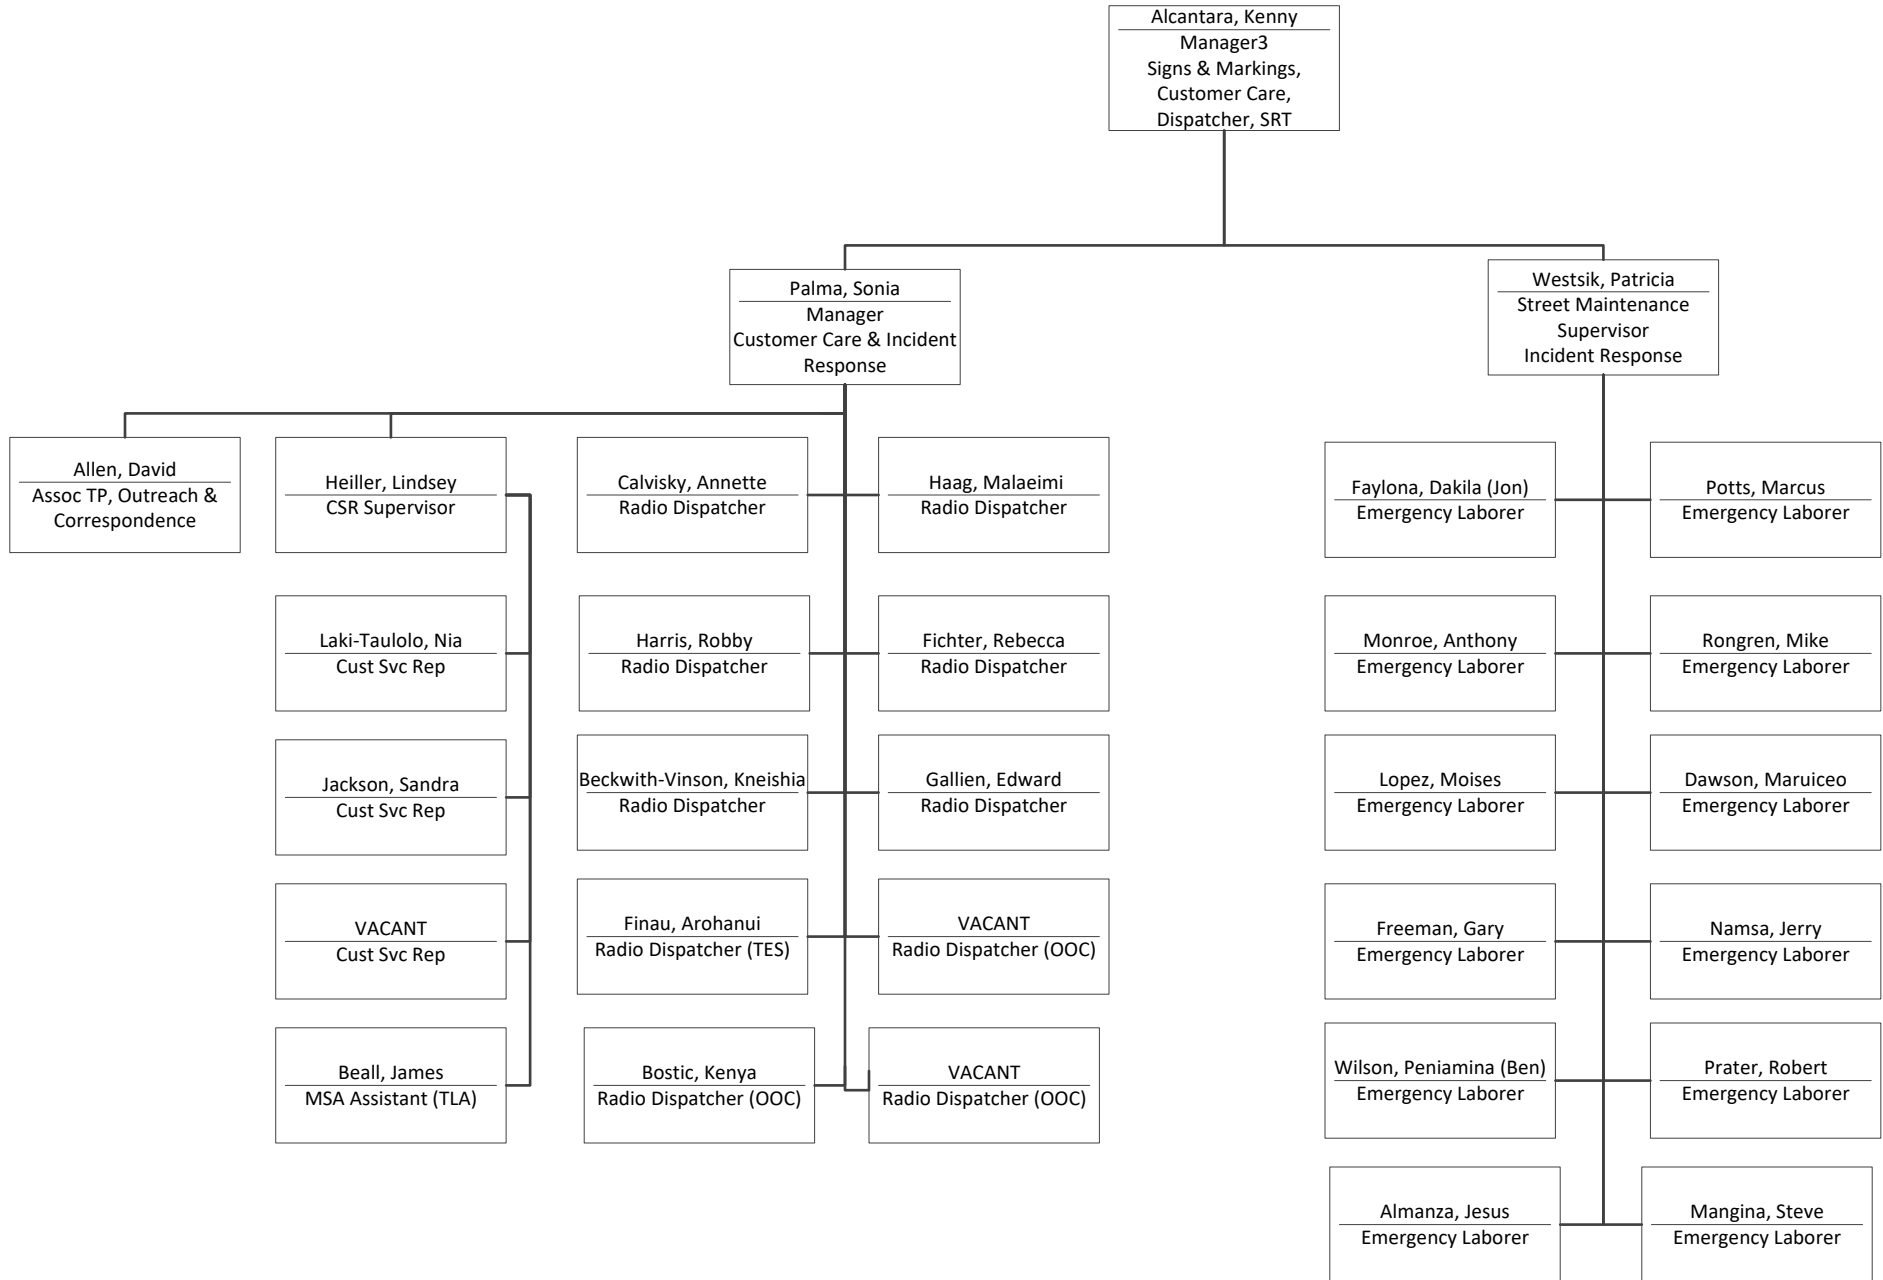 Alcantara, Kenny
Manager3
Signs & Markings,
Customer Care,
Dispatcher, SRT
Palma, Sonia
Manager
Customer Care & Incident
Response
Westsik, Patricia
Street Maintenance
Supervisor
Incident Response
Allen, David
Assoc TP, Outreach &
Correspondence
Heiller, Lindsey
CSR Supervisor
Calvisky, Annette
Radio Dispatcher
Haag, Malaeimi
Radio Dispatcher
Faylona, Dakila (Jon)
Emergency Laborer
Potts, Marcus
Emergency Laborer
Laki-Taulolo, Nia
Cust Svc Rep
Harris, Robby
Radio Dispatcher
Fichter, Rebecca
Radio Dispatcher
Monroe, Anthony
Emergency Laborer
Rongren, Mike
Emergency Laborer
Jackson, Sandra
Cust Svc Rep
Beckwith-Vinson, Kneishia
Radio Dispatcher
Gallien, Edward
Radio Dispatcher
Lopez, Moises
Emergency Laborer
Dawson, Maruiceo
Emergency Laborer
VACANT
Cust Svc Rep
Finau, Arohanui
Radio Dispatcher (TES)
VACANT
Radio Dispatcher (OOC)
Freeman, Gary
Emergency Laborer
Namsa, Jerry
Emergency Laborer
Beall, James
MSA Assistant (TLA)
Bostic, Kenya
Radio Dispatcher (OOC)
VACANT
Radio Dispatcher (OOC)
Wilson, Peniamina (Ben)
Emergency Laborer
Prater, Robert
Emergency Laborer
Almanza, Jesus
Emergency Laborer
Mangina, Steve
Emergency Laborer